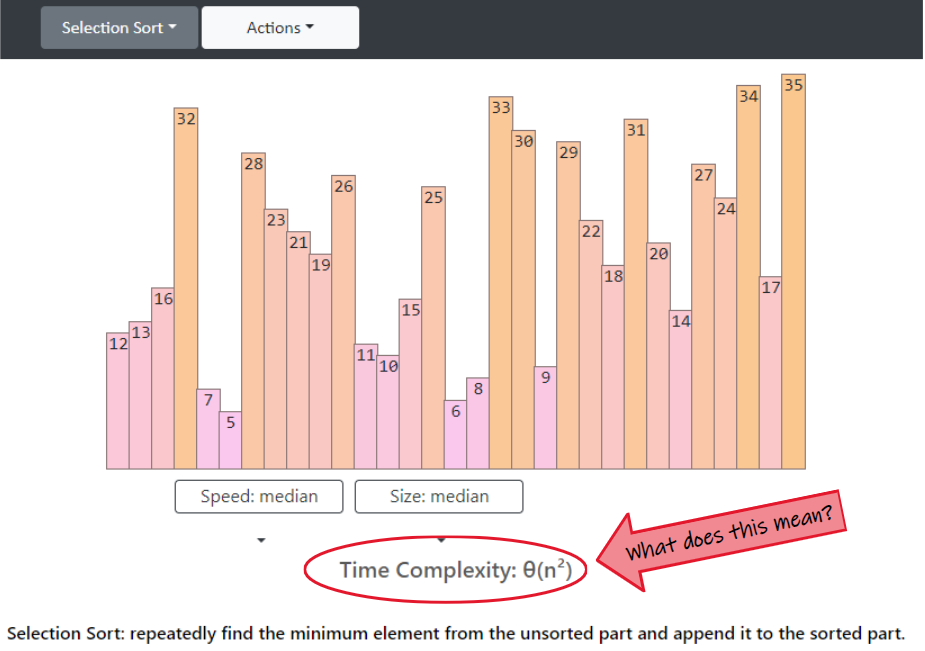 Selection Sort Actions
12 13 16 32 7 5 28 23 21 19 26 11 10 15 25 6 8 33 30 9 29 22 18 31 20 14 27 24 34 17 35
Speed: median Size: median
What does this mean?
Time Complexity: θ(n²)
Selection Sort: repeatedly find the minimum element from the unsorted part and append it to the sorted part.